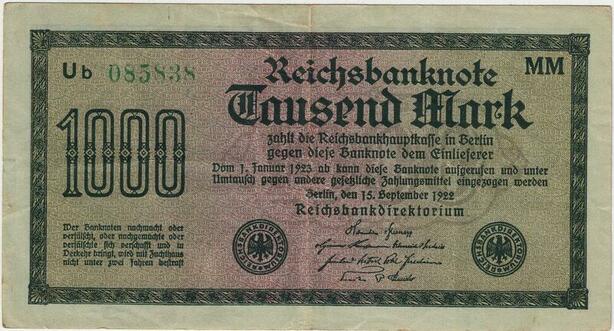 Ub 085838
MM
Reichsbanknote
Tausend Mark
1000
zahlt die Reichsbankhauptkasse in Berlin
gegen diese Banknote dem Einlieferer
Vom 1. Januar 1923 ab kann diese Banknote aufgerufen und unter
Umtausch gegen andere gesetzliche Zahlungsmittel eingezogen werden
Berlin, den 15. September 1922
Reichsbankdirektorium
Wer Banknoten nachmacht oder
verfälscht, oder nachgemachte oder
verfälschte sich verschafft und in
Verkehr bringt, wird mit Zuchthaus
nicht unter zwei Jahren bestraft
REICHSBANKDIREKTORIUM
REICHSBANKDIREKTORIUM